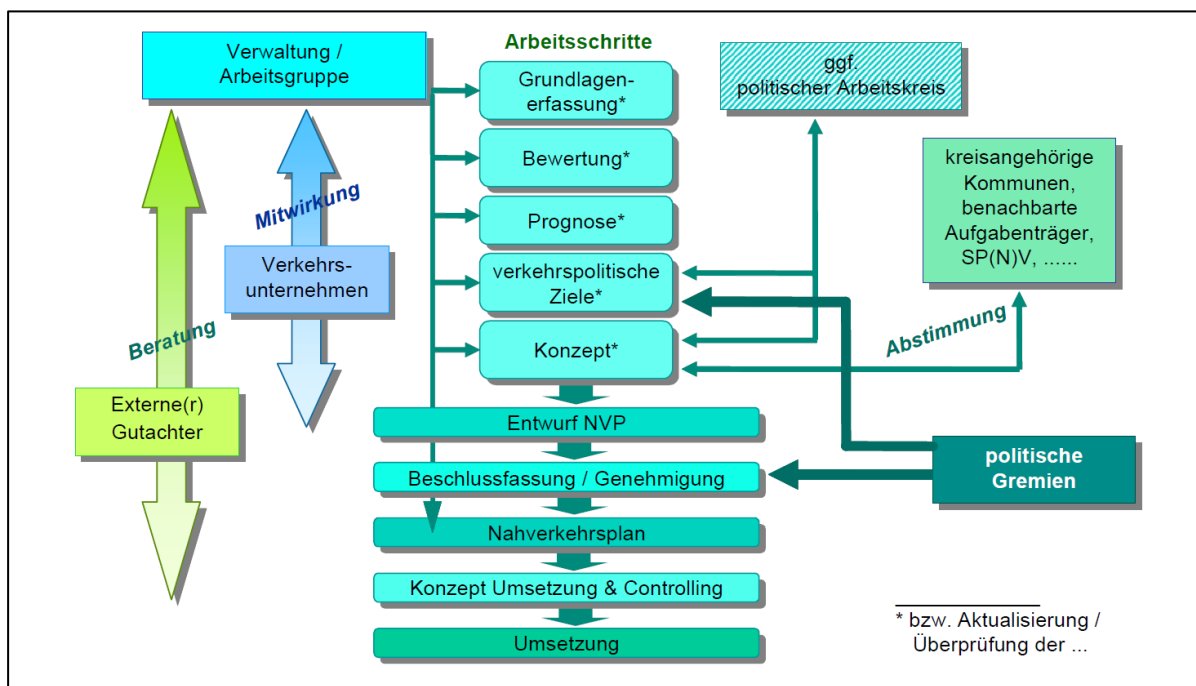 Verwaltung /
Arbeitsgruppe
Arbeitsschritte
Grundlagen-
erfassung*
Bewertung*
Prognose*
verkehrspolitische
Ziele*
Konzept*
Entwurf NVP
Beschlussfassung / Genehmigung
Nahverkehrsplan
Konzept Umsetzung & Controlling
Umsetzung
Beratung
Externe(r)
Gutachter
Mitwirkung
Verkehrs-
unternehmen
ggf.
politischer Arbeitskreis
kreisangehörige
Kommunen,
benachbarte
Aufgabenträger,
SP(N)V, ......
Abstimmung
politische
Gremien
* bzw. Aktualisierung /
Überprüfung der ...